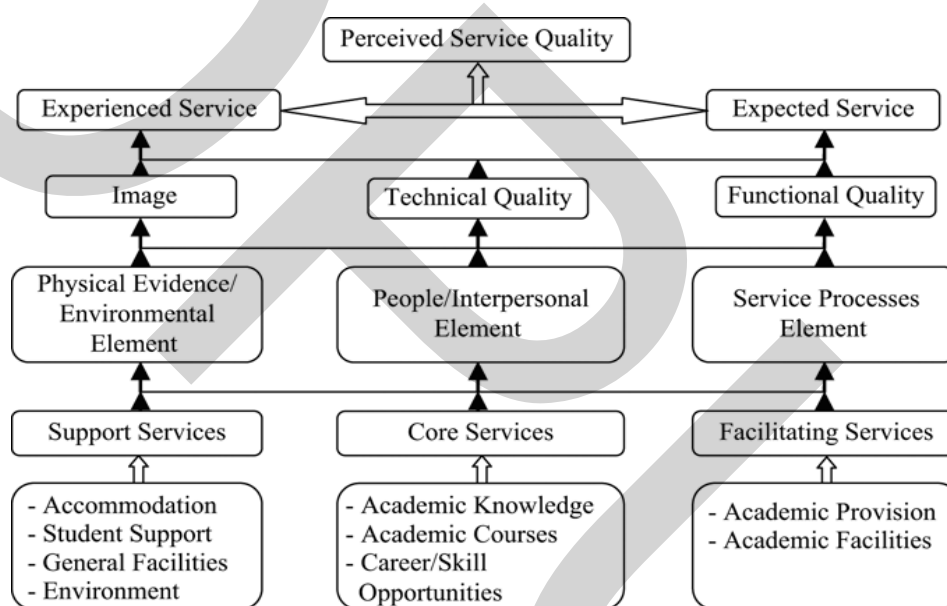 Perceived Service Quality
Experienced Service
Expected Service
Image
Technical Quality
Functional Quality
Physical Evidence/
Environmental
Element
People/Interpersonal
Element
Service Processes
Element
Support Services
Core Services
Facilitating Services
- Accommodation
- Student Support
- General Facilities
- Environment
- Academic Knowledge
- Academic Courses
- Career/Skill
Opportunities
- Academic Provision
- Academic Facilities